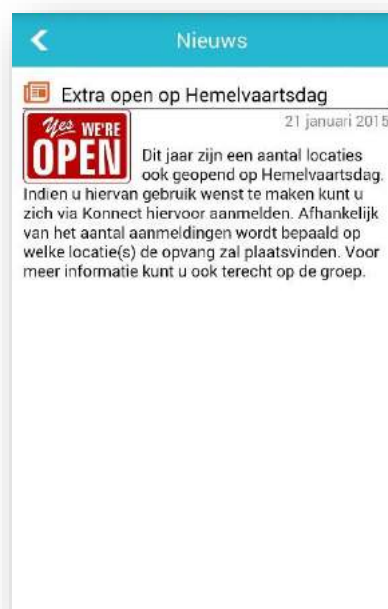 Nieuws
Extra open op Hemelvaartsdag
21 januari 2015
Yes WE'RE
OPEN
Dit jaar zijn een aantal locaties
ook geopend op Hemelvaartsdag.
Indien u hiervan gebruik wenst te maken kunt u
zich via Konnect hiervoor aanmelden. Afhankelijk
van het aantal aanmeldingen wordt bepaald op
welke locatie(s) de opvang zal plaatsvinden. Voor
meer informatie kunt u ook terecht op de groep.